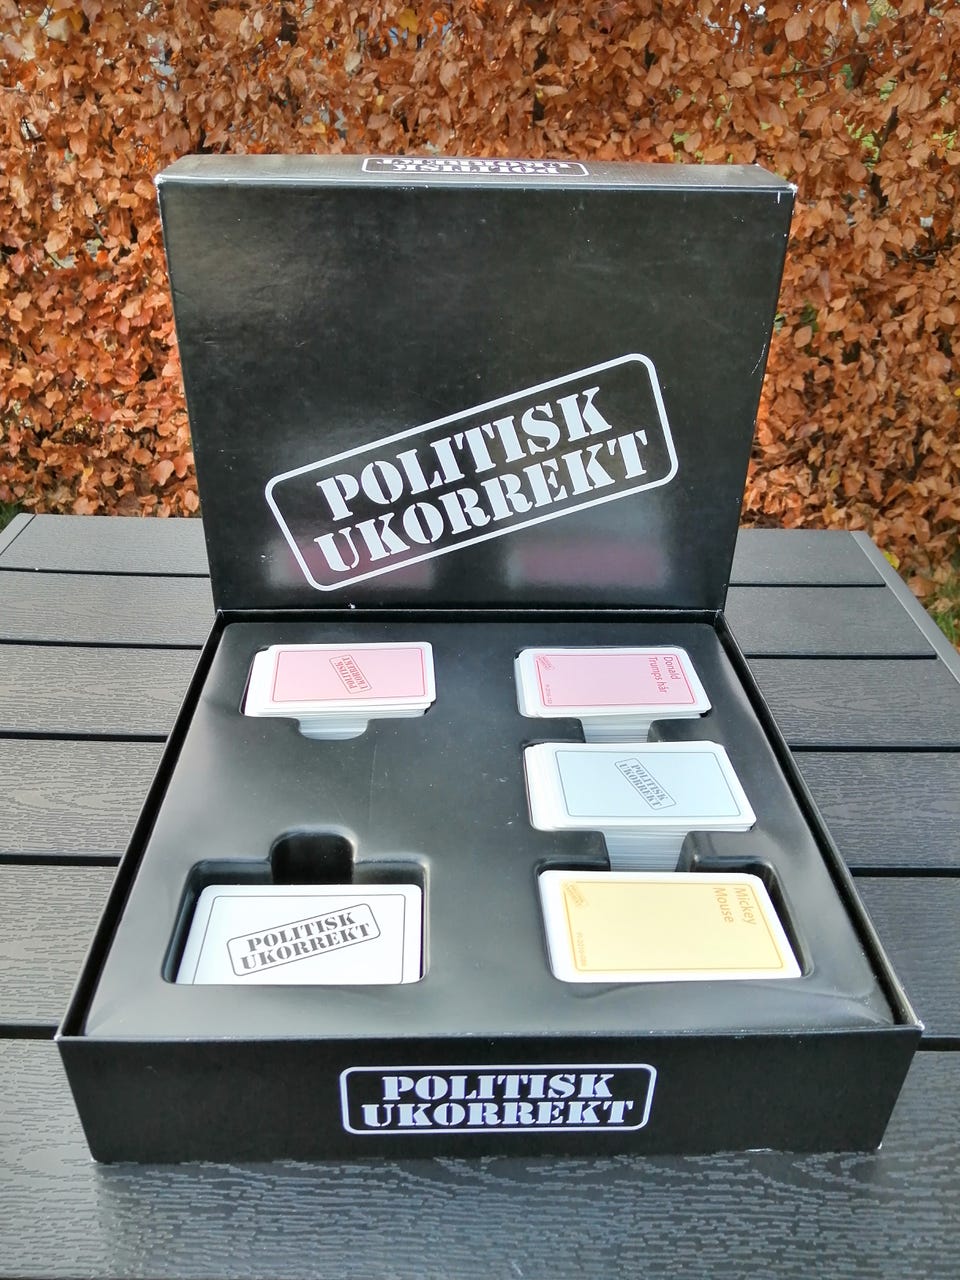 POLITISK
UKORREKT
POLITISK
UKORREKT
POLITISK
UKORREKT
Donald
Trumps hår
POLITISK
UKORREKT
POLITISK
UKORREKT
Mickey
Mouse
POLITISK
UKORREKT